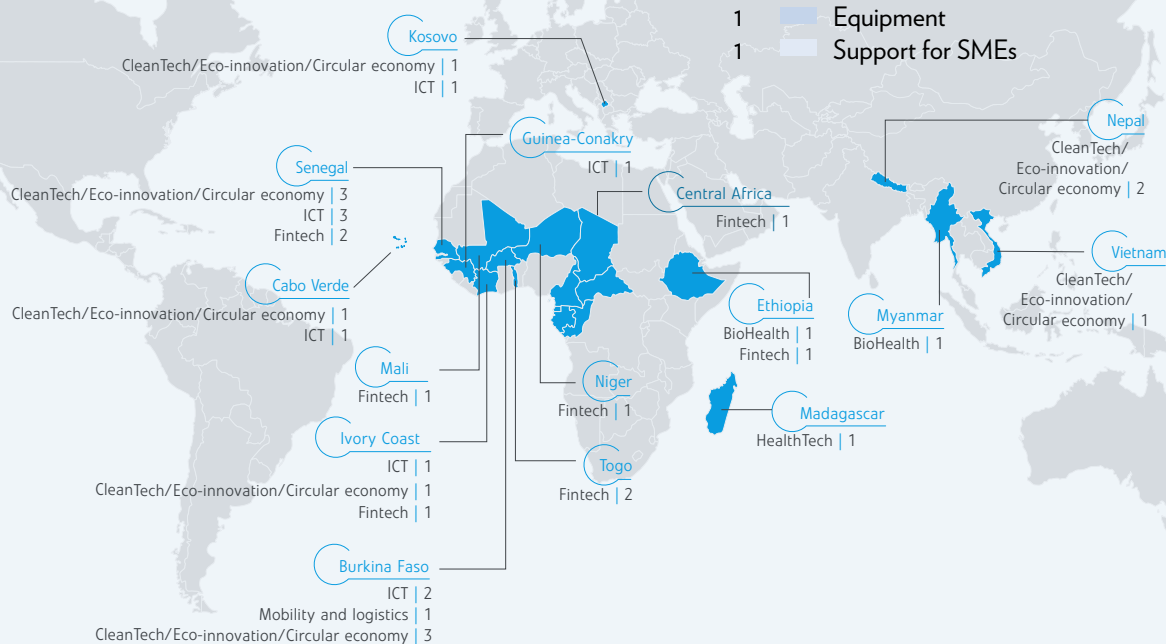 1 Equipment
1 Support for SMEs
Kosovo
CleanTech/Eco-innovation/Circular economy | 1
ICT | 1
Guinea-Conakry
ICT | 1
Nepal
CleanTech/
Eco-innovation/
Circular economy | 2
Senegal
CleanTech/Eco-innovation/Circular economy | 3
ICT | 3
Fintech | 2
Central Africa
Fintech | 1
Vietnam
CleanTech/
Eco-innovation/
Circular economy | 1
Cabo Verde
CleanTech/Eco-innovation/Circular economy | 1
ICT | 1
Ethiopia
BioHealth | 1
Fintech | 1
Myanmar
BioHealth | 1
Mali
Fintech | 1
Niger
Fintech | 1
Madagascar
HealthTech | 1
Ivory Coast
ICT | 1
CleanTech/Eco-innovation/Circular economy | 1
Fintech | 1
Togo
Fintech | 2
Burkina Faso
ICT | 2
Mobility and logistics | 1
CleanTech/Eco-innovation/Circular economy | 3